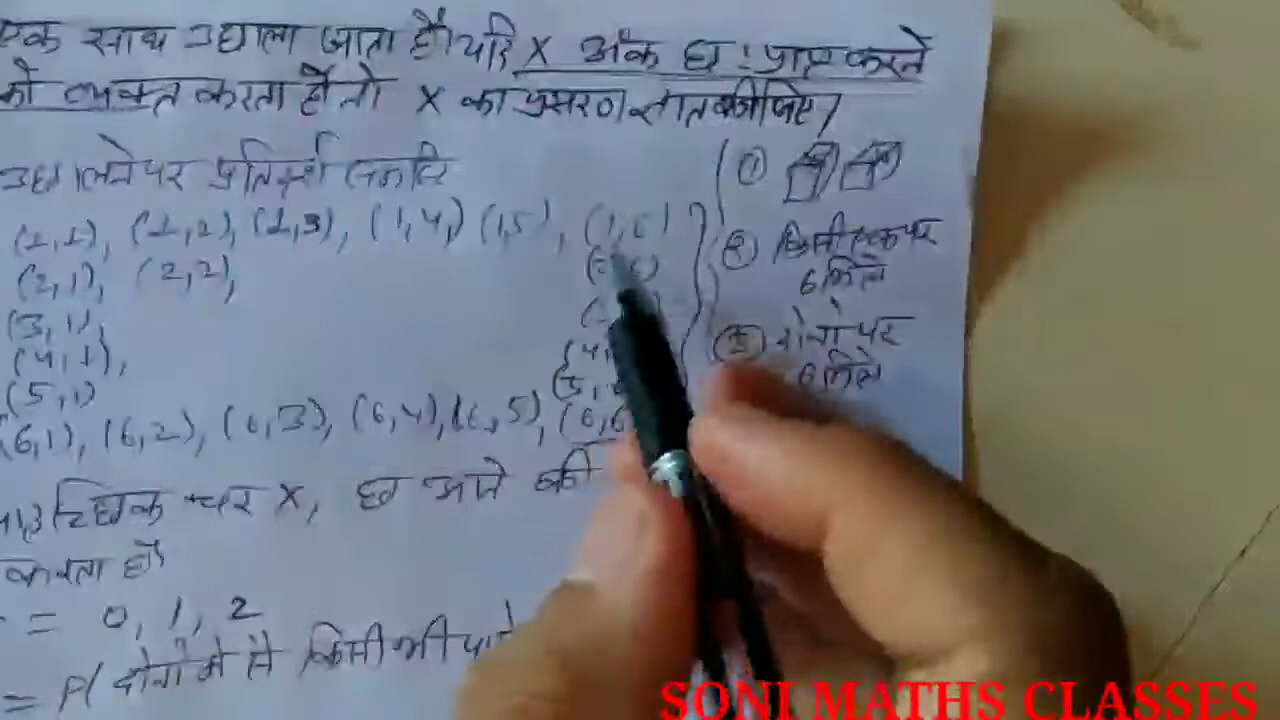 एक साथ उछाला जाता है। यदि X अंक छ: प्राप्त करने
को व्यक्त करता है तो X का प्रसरण ज्ञात कीजिए।
उछालने पर प्रतिदर्श समष्टि
(1,1), (1,2), (1,3), (1,4,) (1,5), (1,6)
(2,1), (2,2),
(3,1),
(4,1),
(5,1)
(6,1), (6,2), (6,3), (6,4), (6,5), (6,6
① 
② किसी एक पर
6 मिले
③ दोनो पर
6 मिले
चर X, छ आने की
करता है
= 0, 1, 2
= P( दोनो मे से किसी भी
SONI MATHS CLASSES